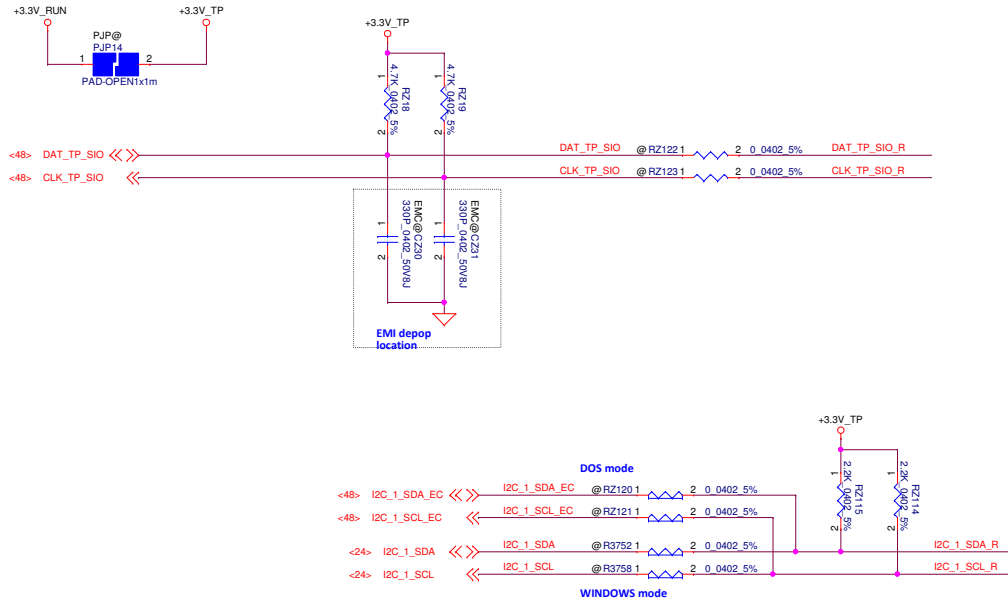 +3.3V_RUN
+3.3V_TP
PJP@
PJP14
1
2
PAD-OPEN1x1m
+3.3V_TP
1
4.7K_0402_5%
RZ18
2
1
4.7K_0402_5%
RZ19
2
<48> DAT_TP_SIO
DAT_TP_SIO
@ RZ122 1
2 0_0402_5%
DAT_TP_SIO_R
<48> CLK_TP_SIO
CLK_TP_SIO
@ RZ123 1
2 0_0402_5%
CLK_TP_SIO_R
1
EMC@ CZ30
330P_0402_50V8J
2
1
EMC@ CZ31
330P_0402_50V8J
2
EMI depop
location
+3.3V_TP
1
2.2K_0402_5%
RZ115
2
1
2.2K_0402_5%
RZ114
2
DOS mode
<48> I2C_1_SDA_EC
I2C_1_SDA_EC
@ RZ120 1
2 0_0402_5%
<48> I2C_1_SCL_EC
I2C_1_SCL_EC
@ RZ121 1
2 0_0402_5%
<24> I2C_1_SDA
I2C_1_SDA
@ R3752 1
2 0_0402_5%
I2C_1_SDA_R
<24> I2C_1_SCL
I2C_1_SCL
@ R3758 1
2 0_0402_5%
I2C_1_SCL_R
WINDOWS mode